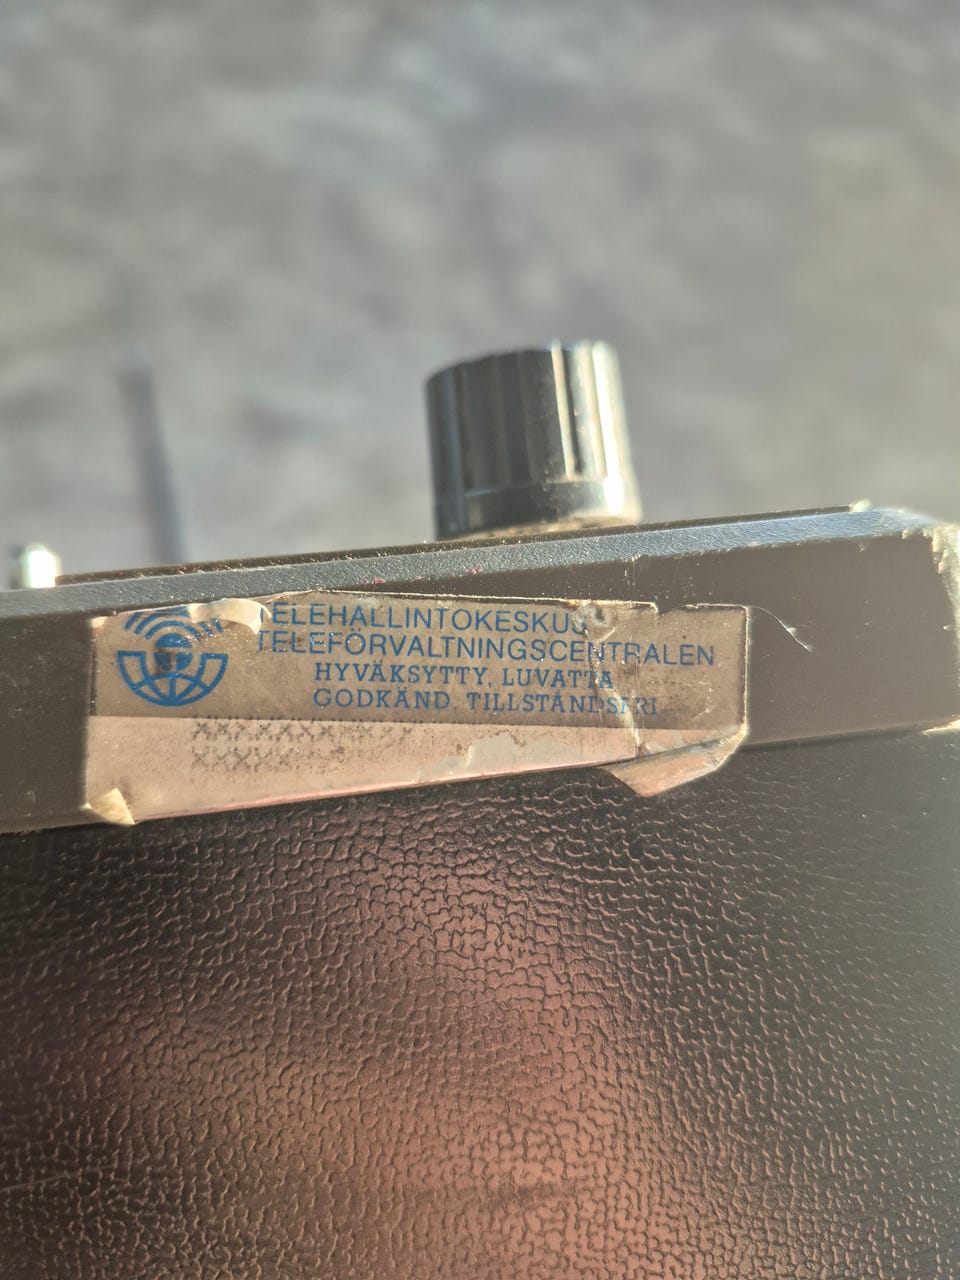 ELEHALLINTOKESKUS
TELEFÖRVALTNINGSCENTRALEN
HYVÄKSYTTY, LUVATTA
GODKÄND, TILLSTÅNDSFRI